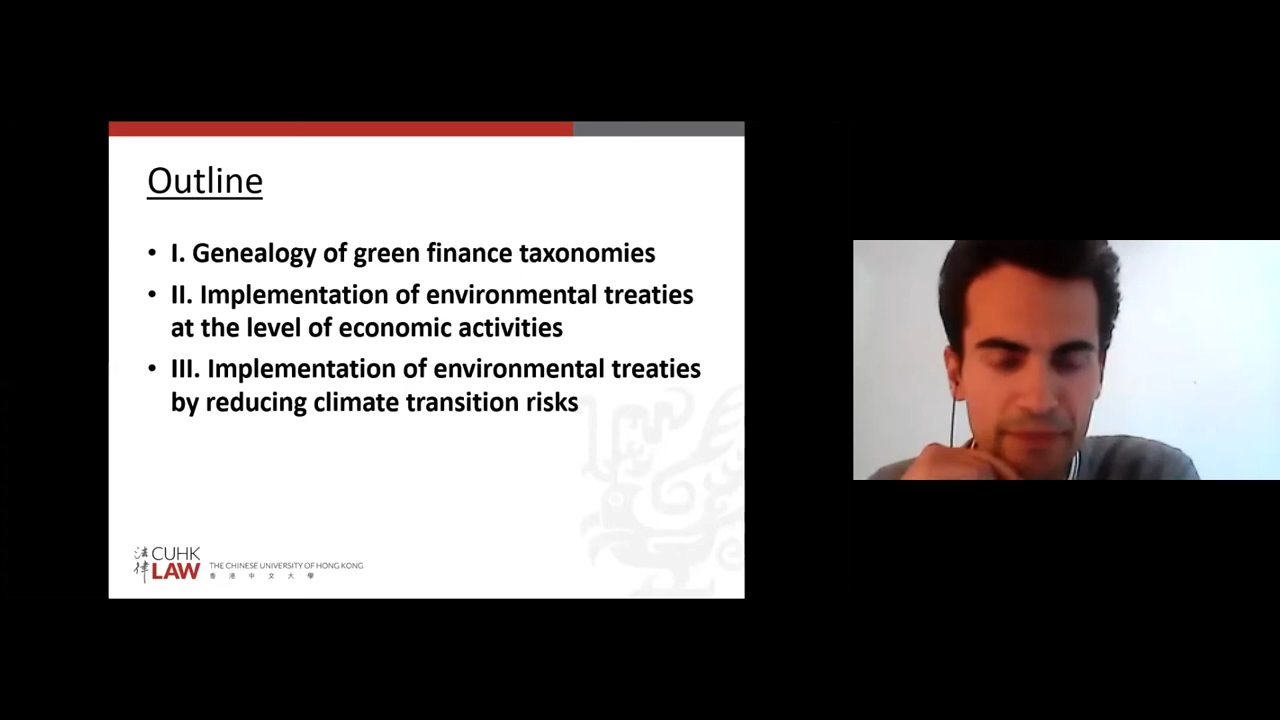 Outline
• I. Genealogy of green finance taxonomies
• II. Implementation of environmental treaties
at the level of economic activities
• III. Implementation of environmental treaties
by reducing climate transition risks
法律 CUHK
LAW
THE CHINESE UNIVERSITY OF HONG KONG
香港中文大學